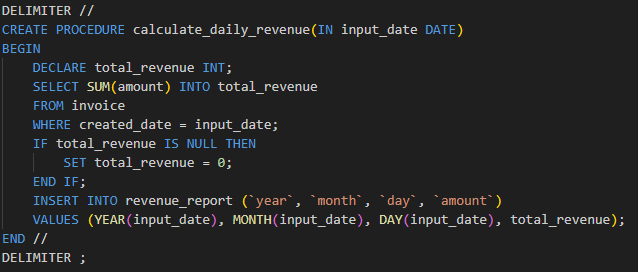 DELIMITER //
CREATE PROCEDURE calculate_daily_revenue(IN input_date DATE)
BEGIN
    DECLARE total_revenue INT;
    SELECT SUM(amount) INTO total_revenue
    FROM invoice
    WHERE created_date = input_date;
    IF total_revenue IS NULL THEN
        SET total_revenue = 0;
    END IF;
    INSERT INTO revenue_report (`year`, `month`, `day`, `amount`)
    VALUES (YEAR(input_date), MONTH(input_date), DAY(input_date), total_revenue);
END //
DELIMITER ;